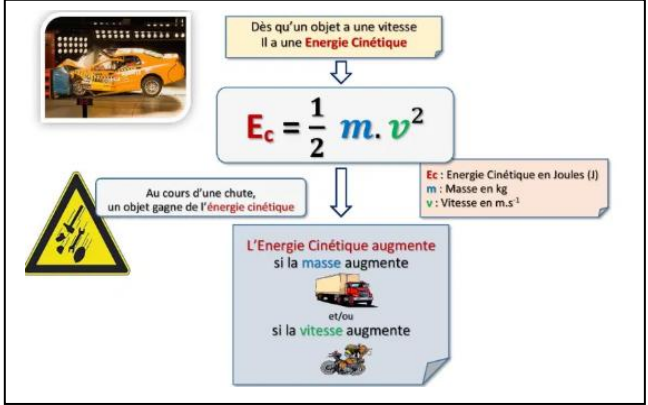 Dès qu'un objet a une vitesse
Il a une Energie Cinétique
E_c = 1/2 m. v²
Ec : Energie Cinétique en Joules (J)
m : Masse en kg
v : Vitesse en m.s⁻¹
Au cours d'une chute,
un objet gagne de l'énergie cinétique
L'Energie Cinétique augmente
si la masse augmente
et/ou
si la vitesse augmente